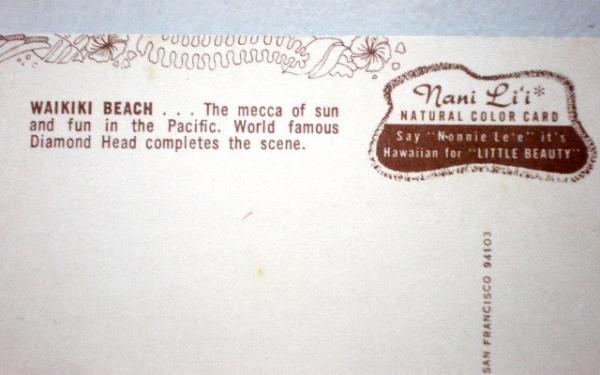 WAIKIKI BEACH . . . The mecca of sun
and fun in the Pacific. World famous
Diamond Head completes the scene.
Nani Li'i*
NATURAL COLOR CARD
Say "Nonnie Le'e" it's
Hawaiian for "LITTLE BEAUTY"
SAN FRANCISCO 94103